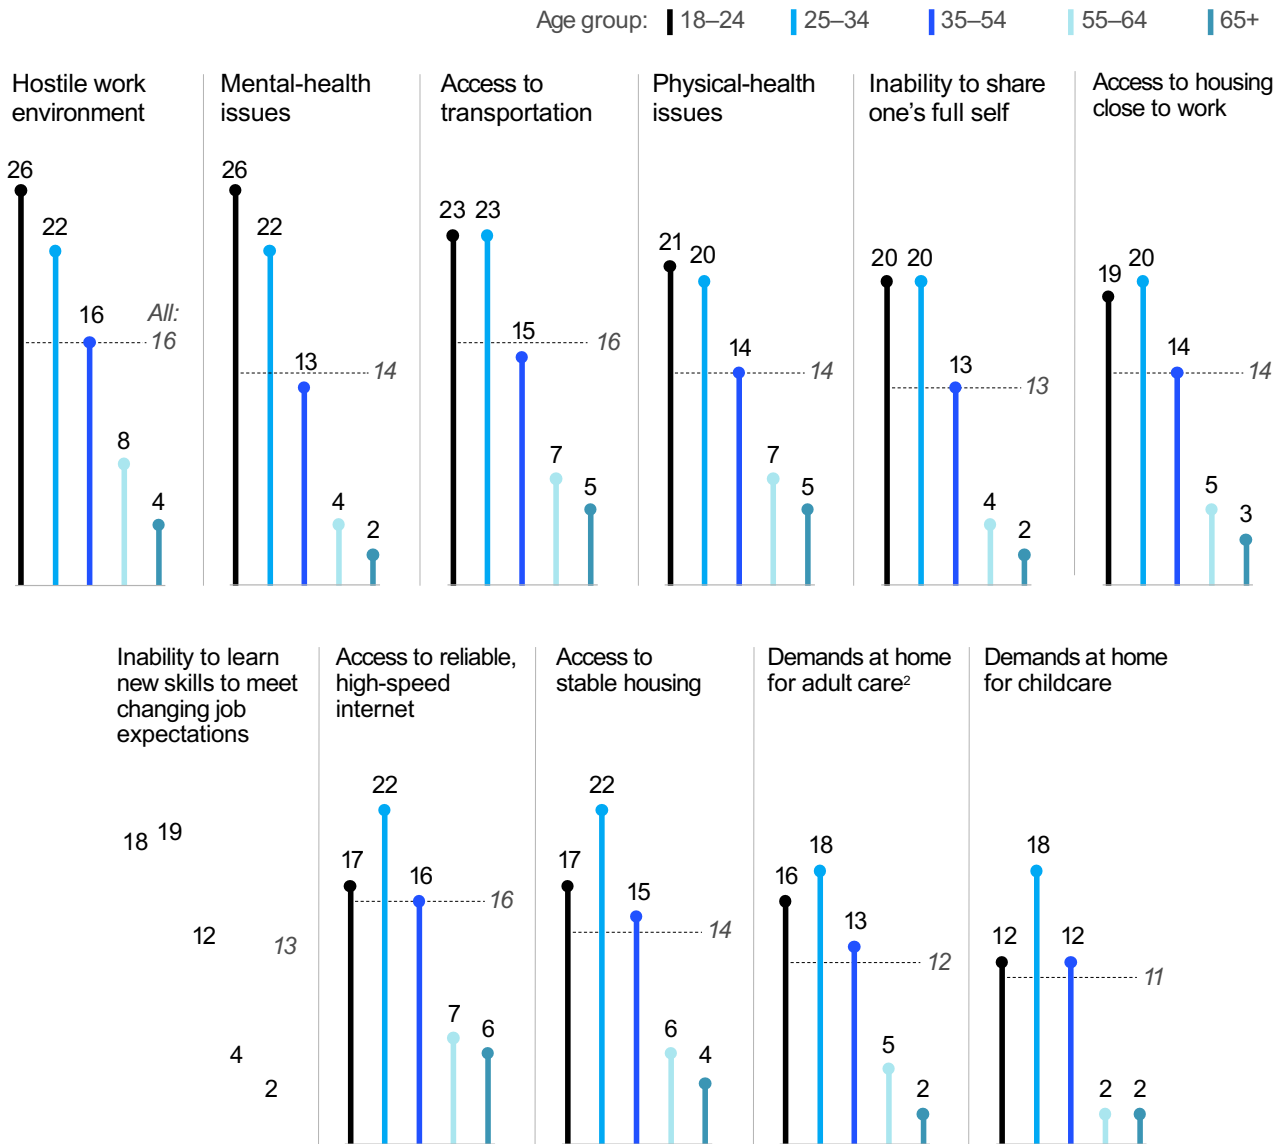 Age group: 18–24 25–34 35–54 55–64 65+
Hostile work
environment
26
22
16
All:
16
8
4
Mental-health
issues
26
22
13
14
4
2
Access to
transportation
23 23
15
16
7
5
Physical-health
issues
21
20
14
14
7
5
Inability to share
one's full self
20 20
13
13
4
2
Access to housing
close to work
19
20
14
14
5
3
Inability to learn
new skills to meet
changing job
expectations
18 19
12
13
4
2
Access to reliable,
high-speed
internet
17
22
16
16
7
6
Access to
stable housing
17
22
15
14
6
4
Demands at home
for adult care²
16
18
13
12
5
2
Demands at home
for childcare
12
18
12
11
2 2